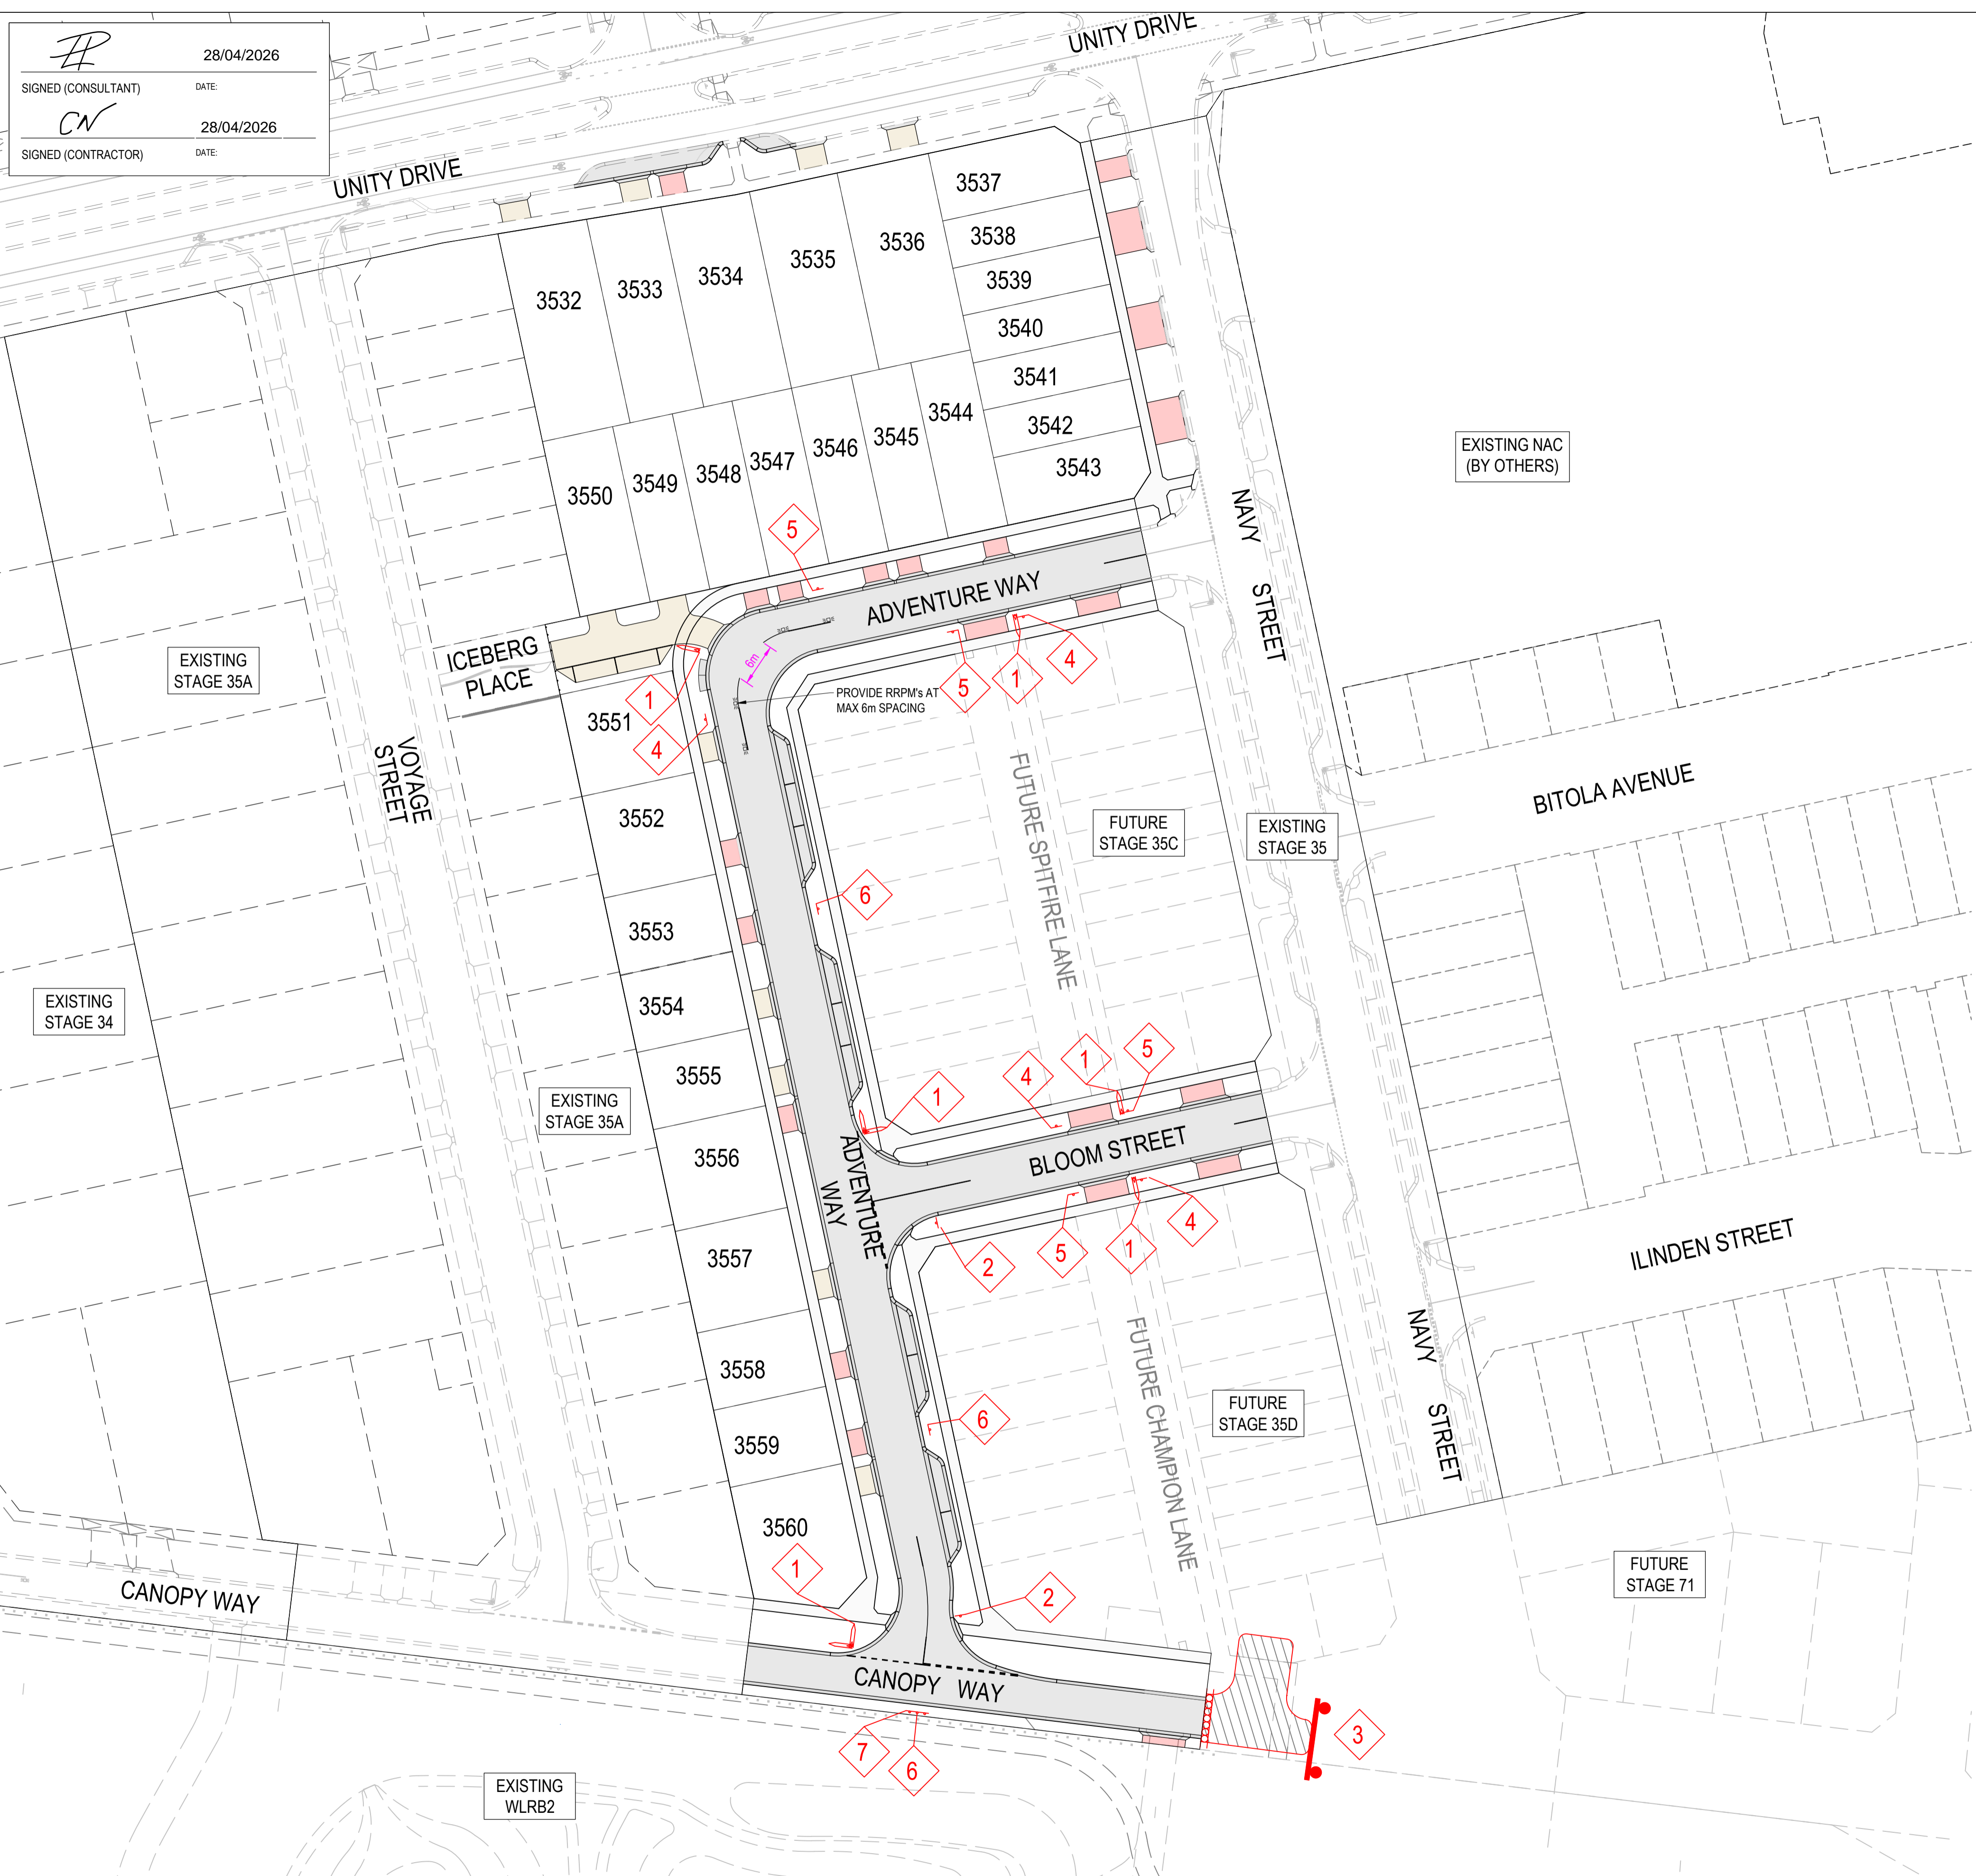 28/04/2026
SIGNED (CONSULTANT) DATE:
CN 28/04/2026
SIGNED (CONTRACTOR) DATE:
UNITY DRIVE
UNITY DRIVE
3532
3533
3534
3535
3536
3537
3538
3539
3540
3541
3542
3543
3544
3545
3546
3547
3548
3549
3550
EXISTING NAC
(BY OTHERS)
NAVY STREET
5
ADVENTURE WAY
6m
PROVIDE RRPM's AT
MAX 6m SPACING
ICEBERG
PLACE
1
4
5
1
4
EXISTING
STAGE 35A
VOYAGE
STREET
3551
3552
3553
3554
3555
3556
3557
3558
3559
3560
FUTURE SPITFIRE LANE
FUTURE
STAGE 35C
EXISTING
STAGE 35
BITOLA AVENUE
6
EXISTING
STAGE 34
EXISTING
STAGE 35A
1
4
1
5
BLOOM STREET
ADVENTURE
WAY
2
5
1
4
ILINDEN STREET
NAVY STREET
FUTURE CHAMPION LANE
FUTURE
STAGE 35D
6
FUTURE
STAGE 71
1
2
CANOPY WAY
CANOPY WAY
3
7
6
EXISTING
WLRB2